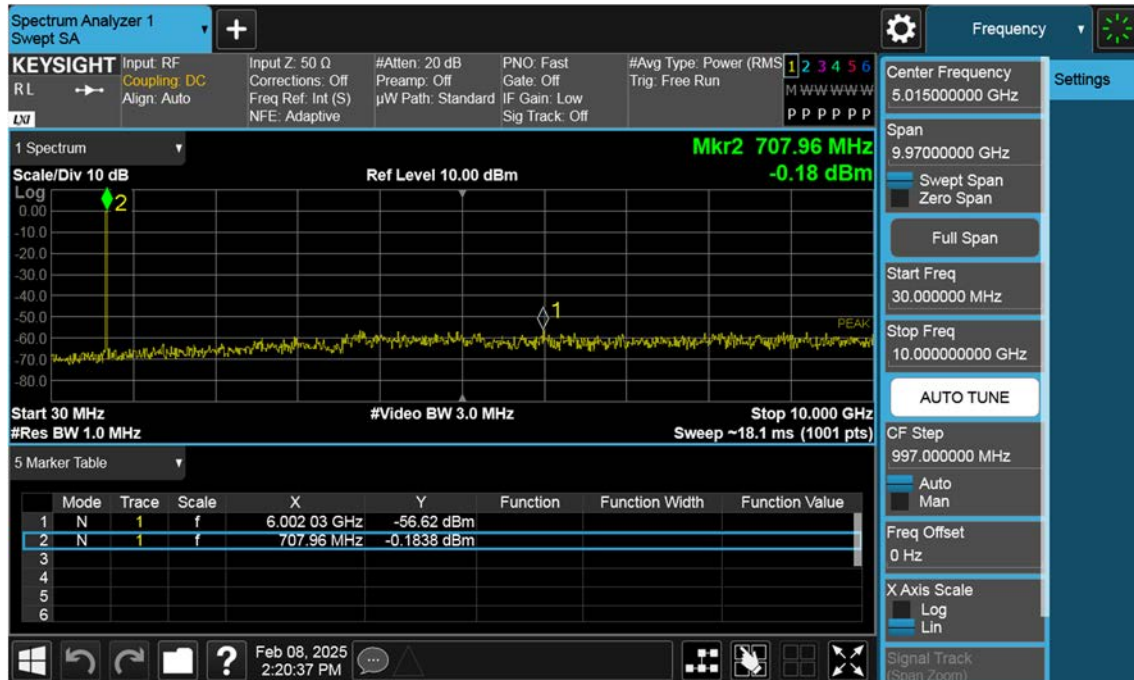 Spectrum Analyzer 1
Swept SA
+
Frequency
KEYSIGHT
RL
LXI
Input: RF
Coupling: DC
Align: Auto
Input Z: 50 Ω
Corrections: Off
Freq Ref: Int (S)
NFE: Adaptive
#Atten: 20 dB
Preamp: Off
µW Path: Standard
PNO: Fast
Gate: Off
IF Gain: Low
Sig Track: Off
#Avg Type: Power (RMS
Trig: Free Run
1 2 3 4 5 6
M W W W W W
P P P P P P
1 Spectrum
Mkr2 707.96 MHz
Scale/Div 10 dB
Ref Level 10.00 dBm
-0.18 dBm
Log
0.00
-10.0
-20.0
-30.0
-40.0
-50.0
-60.0
-70.0
-80.0
2
1
PEAK
Start 30 MHz
#Video BW 3.0 MHz
Stop 10.000 GHz
#Res BW 1.0 MHz
Sweep ~18.1 ms (1001 pts)
5 Marker Table
Mode Trace Scale X Y Function Function Width Function Value
1 N 1 f 6.002 03 GHz -56.62 dBm
2 N 1 f 707.96 MHz -0.1838 dBm
3
4
5
6
?
Feb 08, 2025
2:20:37 PM
Center Frequency
5.015000000 GHz
Span
9.97000000 GHz
Swept Span
Zero Span
Full Span
Start Freq
30.000000 MHz
Stop Freq
10.000000000 GHz
AUTO TUNE
CF Step
997.000000 MHz
Auto
Man
Freq Offset
0 Hz
X Axis Scale
Log
Lin
Signal Track
(Span Zoom)
Settings